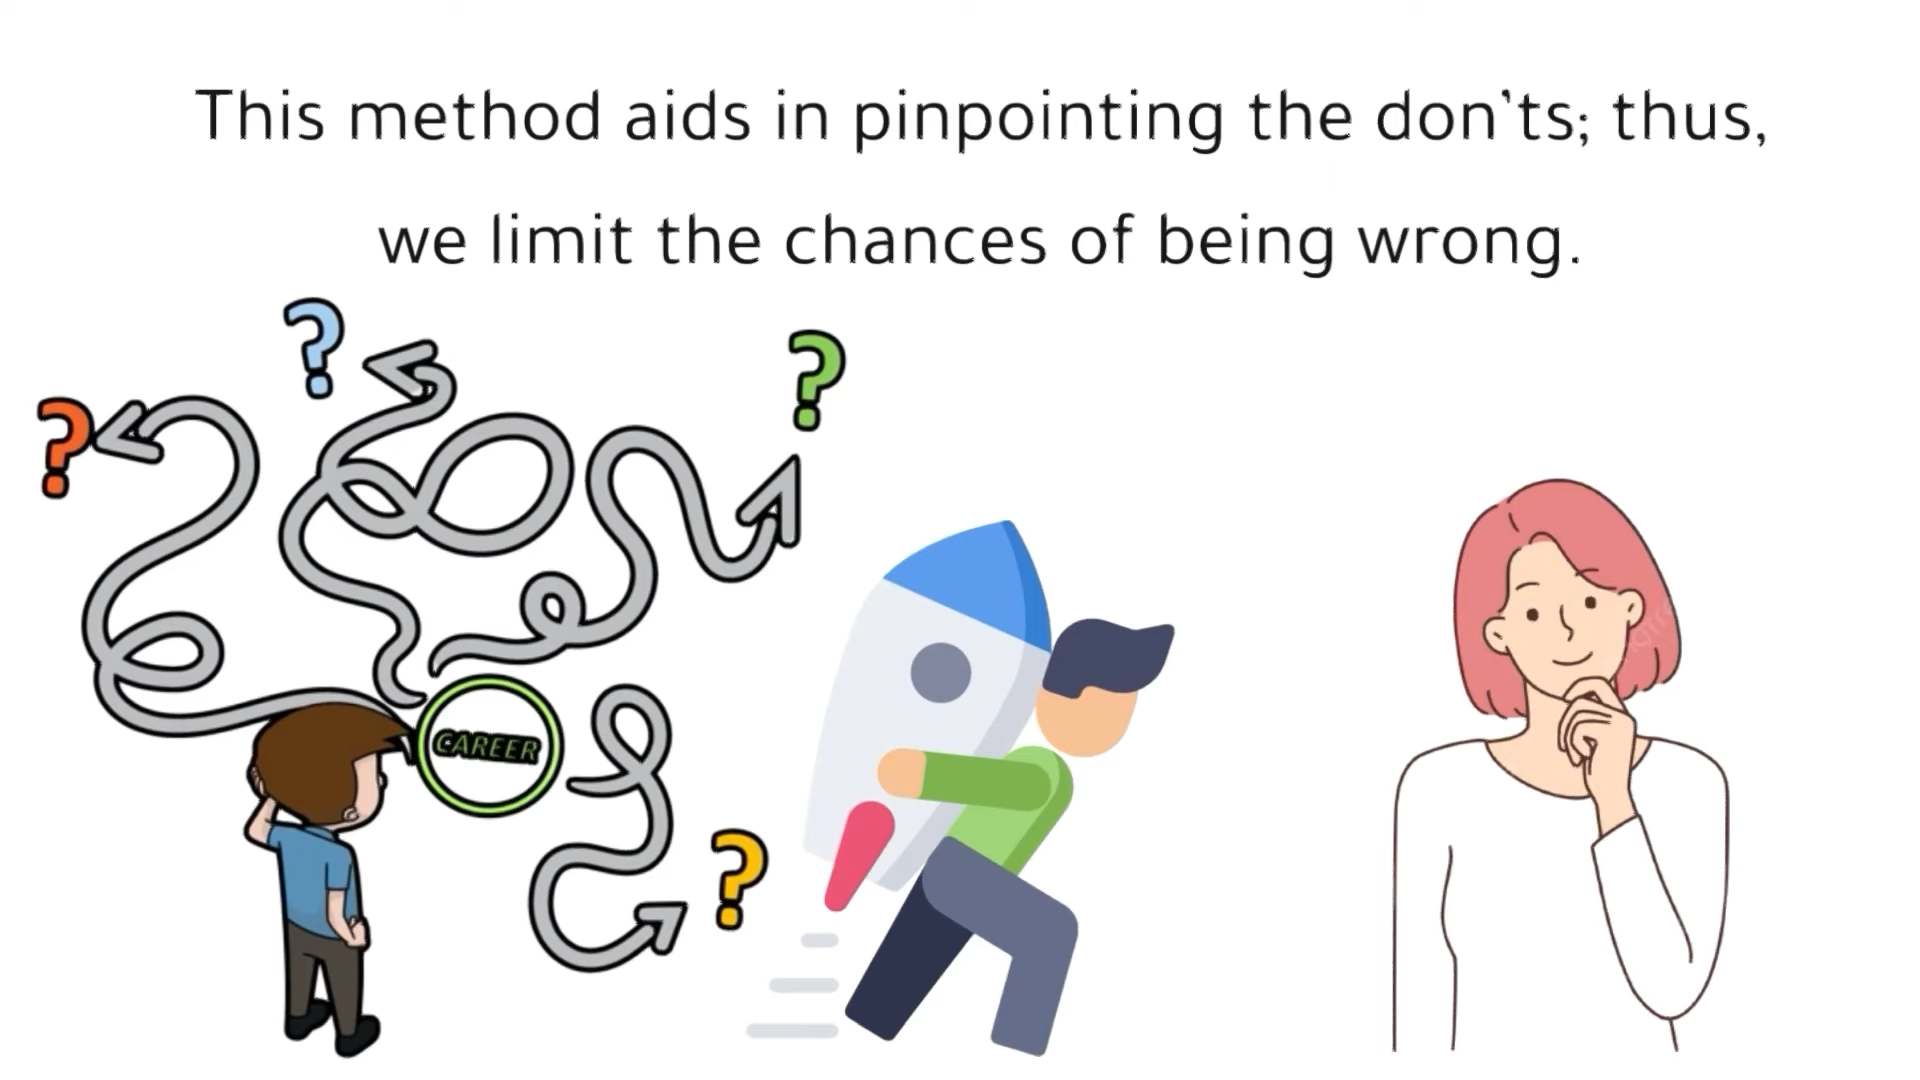 This method aids in pinpointing the don'ts; thus,
we limit the chances of being wrong.
?
?
?
CAREER
?